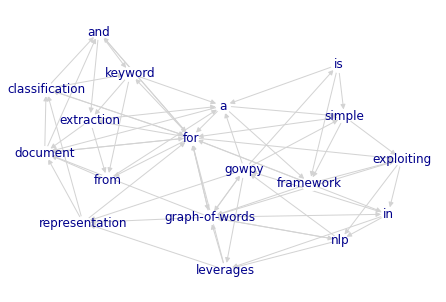 and
is
keyword
classification
a
extraction
simple
for
document
exploiting
gowpy
from
framework
representation
graph-of-words
in
nlp
leverages